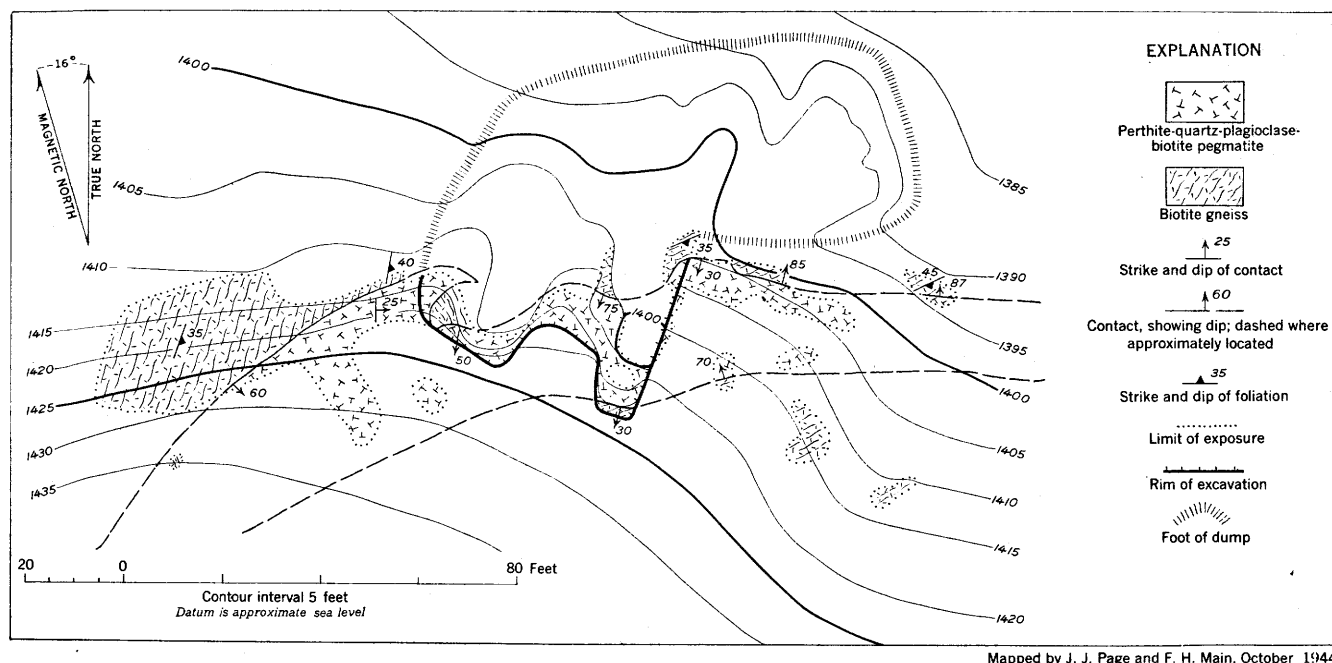 1400
-16°
MAGNETIC NORTH
TRUE NORTH
1405
1385
1410
40
35
30
85
45
87
1390
25
75
1400
1415
35
1395
1420
50
70
1400
1425
60
30
1405
1430
1410
1435
1415
20 0 80 Feet
1420
Contour interval 5 feet
Datum is approximate sea level
EXPLANATION
Perthite-quartz-plagioclase-
biotite pegmatite
Biotite gneiss
25
Strike and dip of contact
60
Contact, showing dip; dashed where
approximately located
35
Strike and dip of foliation
Limit of exposure
Rim of excavation
Foot of dump
Mapped by J. J. Page and F. H. Main, October 1944